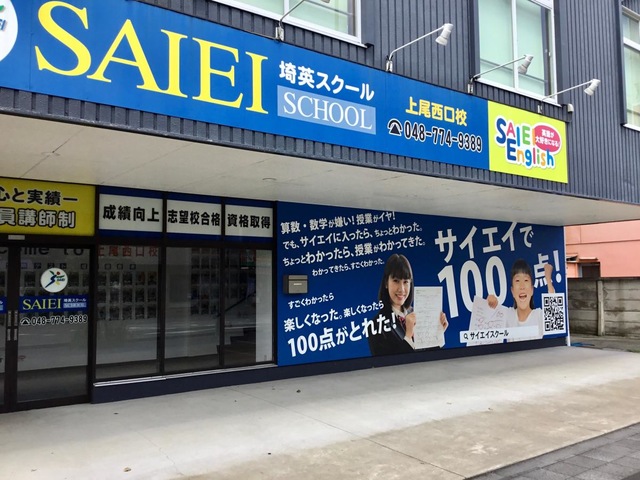 SAIEI
埼英スクール
SCHOOL
上尾西口校
☎048-774-9389
SAIEI
English
英語が
大好きになる!
心と実績一
員講師制
成績向上
志望校合格
資格取得
上尾西口校
SAIEI
埼英スクール
SCHOOL
☎048-774-9389
算数・数学が嫌い!授業がイヤ!
でも、サイエイに入ったら、ちょっとわかった。
ちょっとわかったら、授業がわかってきた。
わかってきたら、すごくわかった。
すごくわかったら
楽しくなった。楽しくなったら
100点がとれた!
サイエイで
100点!
サイエイスクール